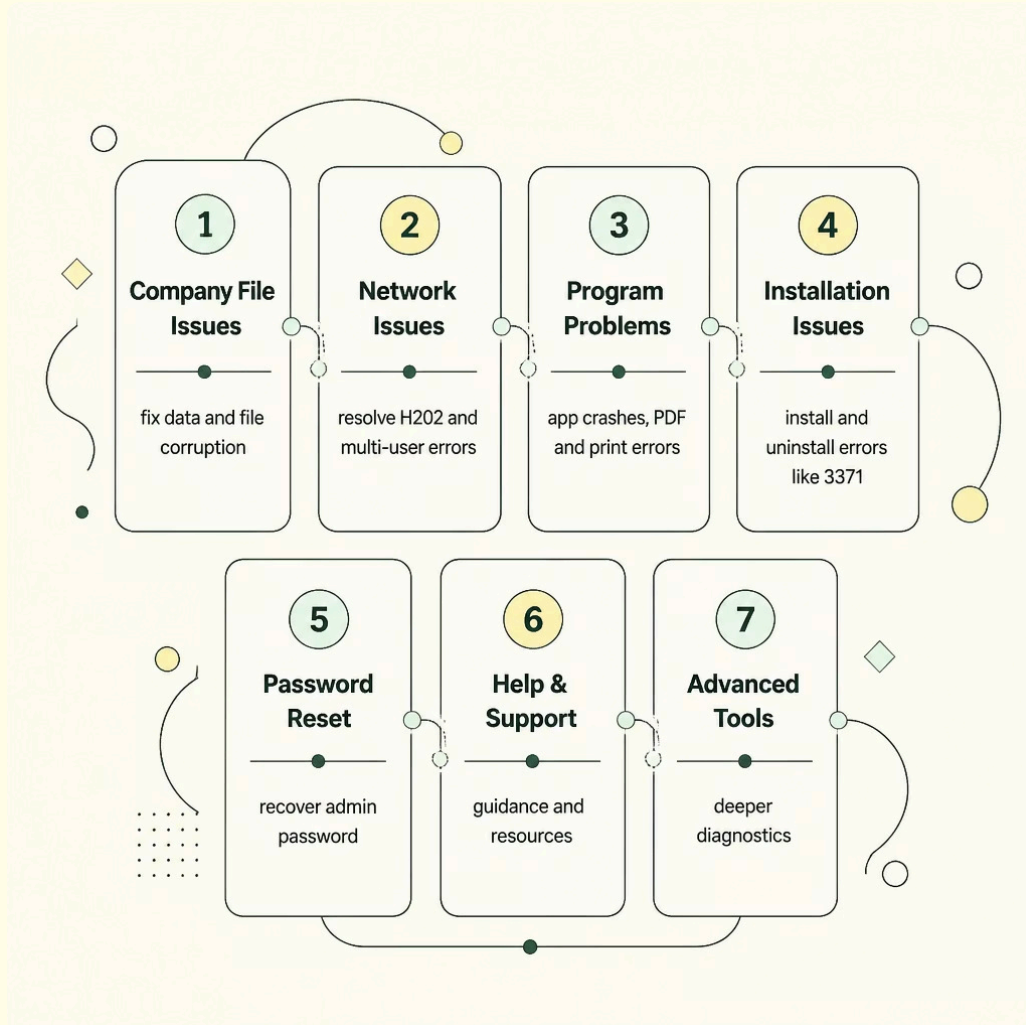 1
Company File
Issues
fix data and file
corruption
2
Network
Issues
resolve H202 and
multi-user errors
3
Program
Problems
app crashes, PDF
and print errors
4
Installation
Issues
install and
uninstall errors
like 3371
5
Password
Reset
recover admin
password
6
Help &
Support
guidance and
resources
7
Advanced
Tools
deeper
diagnostics